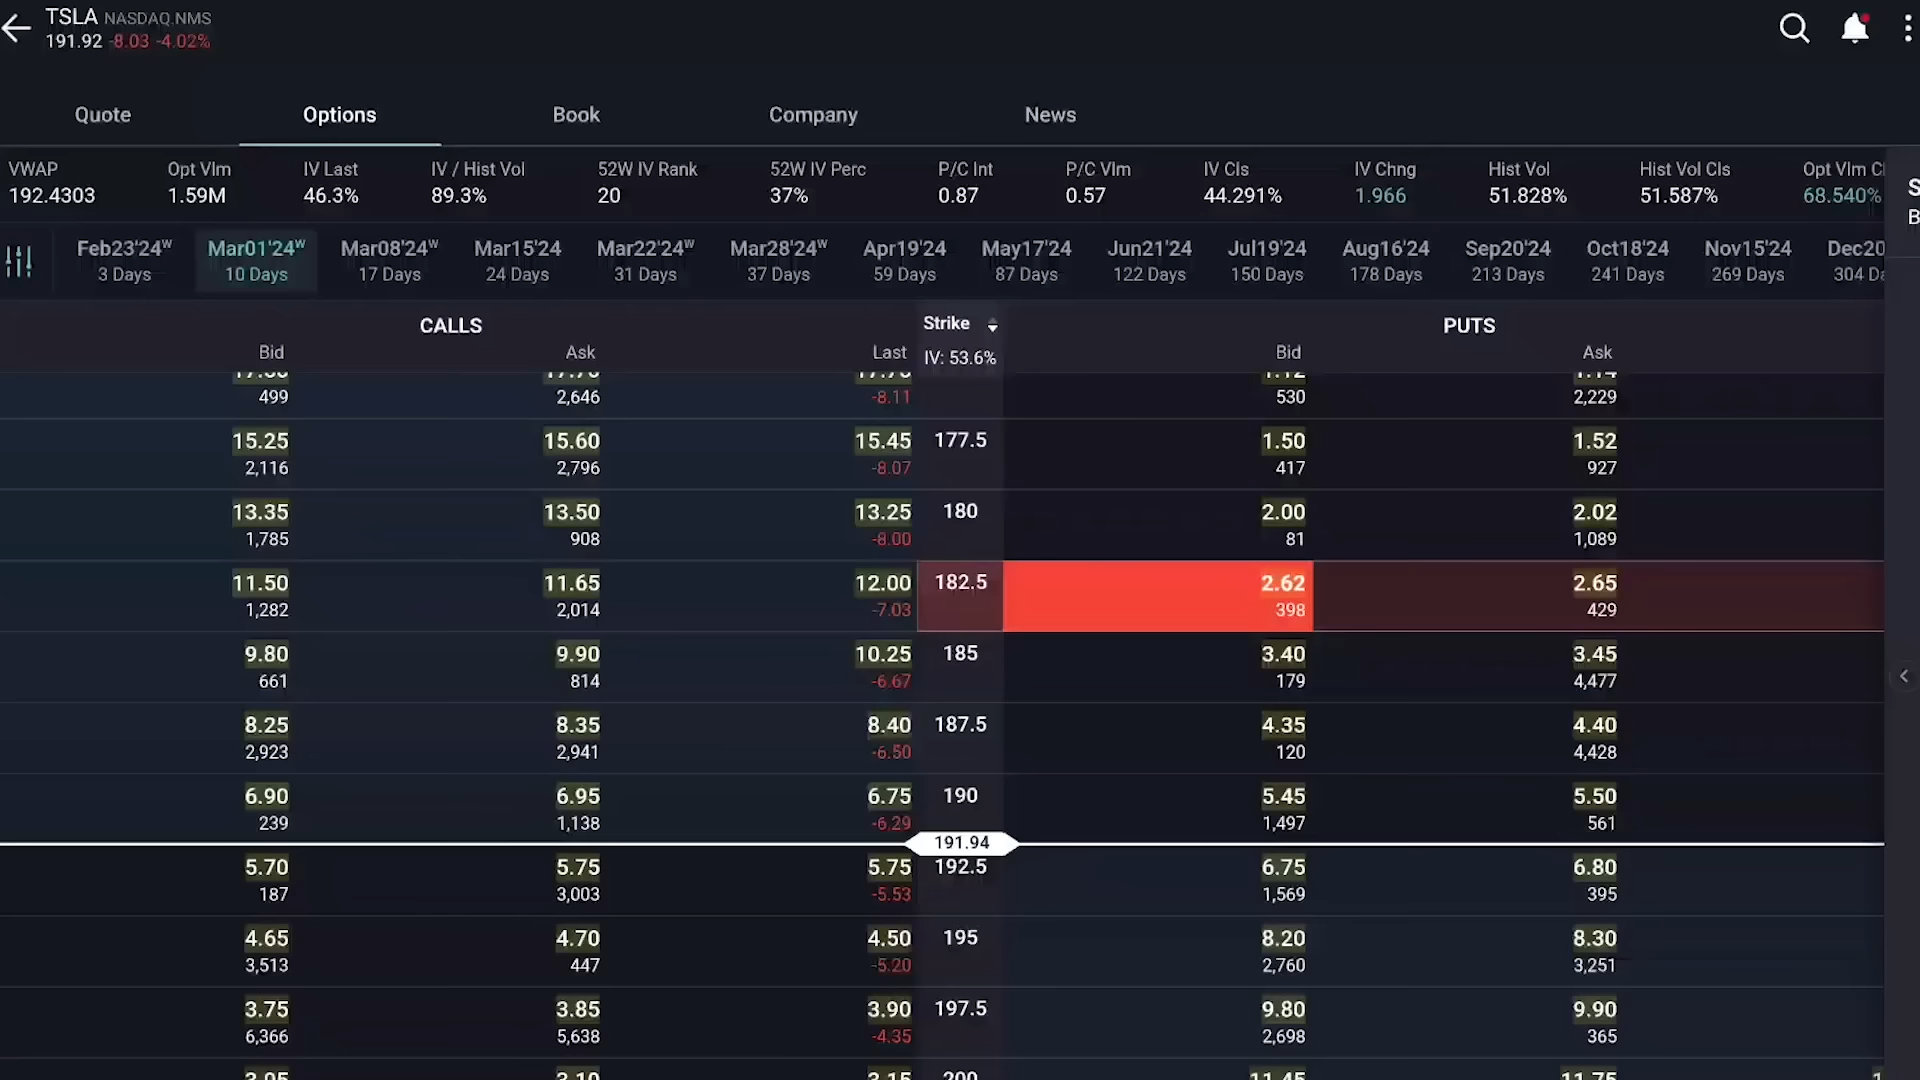 TSLA NASDAQ.NMS
191.92 -8.03 -4.02%
Quote Options Book Company News
VWAP Opt Vlm IV Last IV / Hist Vol 52W IV Rank 52W IV Perc P/C Int P/C Vlm IV Cls IV Chng Hist Vol Hist Vol Cls Opt Vlm C
192.4303 1.59M 46.3% 89.3% 20 37% 0.87 0.57 44.291% 1.966 51.828% 51.587% 68.540%
Feb23'24W Mar01'24W Mar08'24W Mar15'24 Mar22'24W Mar28'24W Apr19'24 May17'24 Jun21'24 Jul19'24 Aug16'24 Sep20'24 Oct18'24 Nov15'24 Dec20
3 Days 10 Days 17 Days 24 Days 31 Days 37 Days 59 Days 87 Days 122 Days 150 Days 178 Days 213 Days 241 Days 269 Days 304 Da
CALLS Strike PUTS
Bid Ask Last IV: 53.6% Bid Ask
499 2,646 -8.11 530 2,229
15.25 15.60 15.45 177.5 1.50 1.52
2,116 2,796 -8.07 417 927
13.35 13.50 13.25 180 2.00 2.02
1,785 908 -8.00 81 1,089
11.50 11.65 12.00 182.5 2.62 2.65
1,282 2,014 -7.03 398 429
9.80 9.90 10.25 185 3.40 3.45
661 814 -6.67 179 4,477
8.25 8.35 8.40 187.5 4.35 4.40
2,923 2,941 -6.50 120 4,428
6.90 6.95 6.75 190 5.45 5.50
239 1,138 -6.29 1,497 561
191.94
5.70 5.75 5.75 192.5 6.75 6.80
187 3,003 -5.53 1,569 395
4.65 4.70 4.50 195 8.20 8.30
3,513 447 -5.20 2,760 3,251
3.75 3.85 3.90 197.5 9.80 9.90
6,366 5,638 -4.35 2,698 365